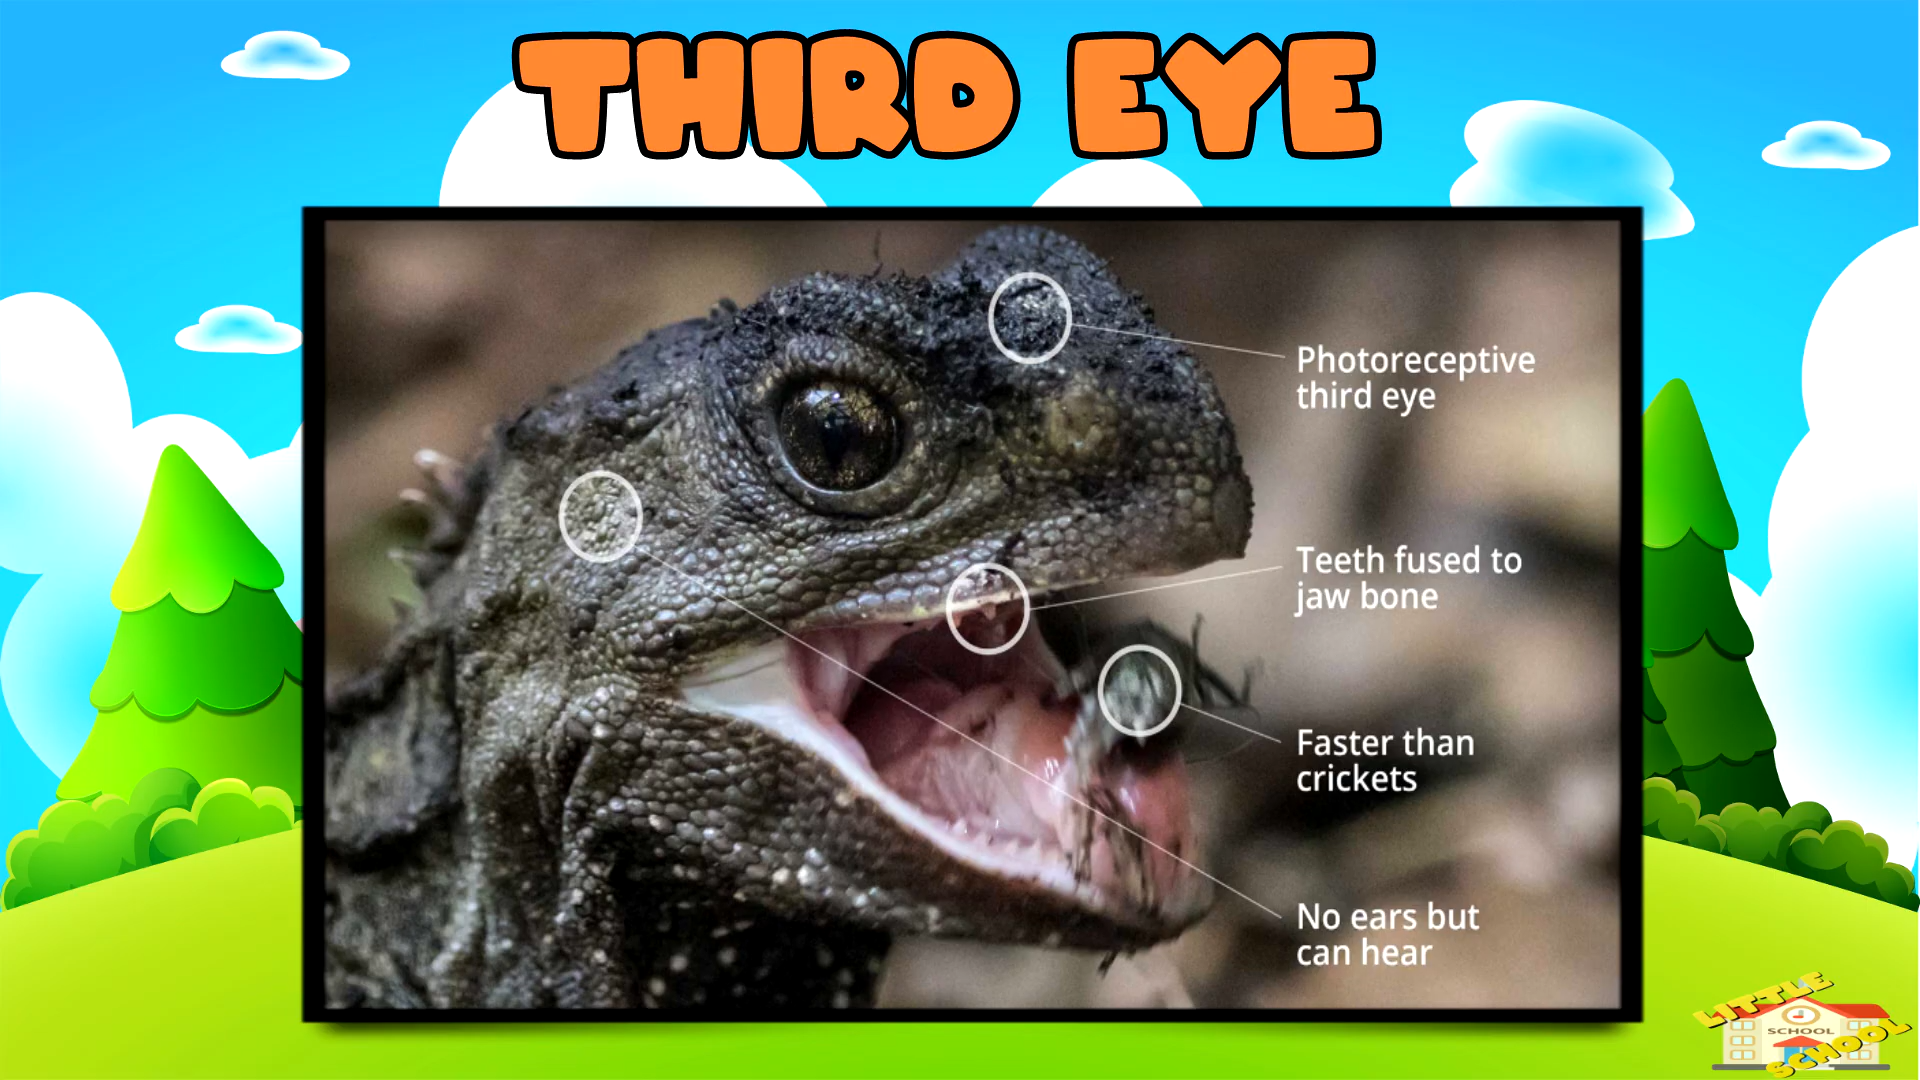 THIRD EYE
Photoreceptive
third eye
Teeth fused to
jaw bone
Faster than
crickets
No ears but
can hear
LITTLE
SCHOOL
SCHOOL